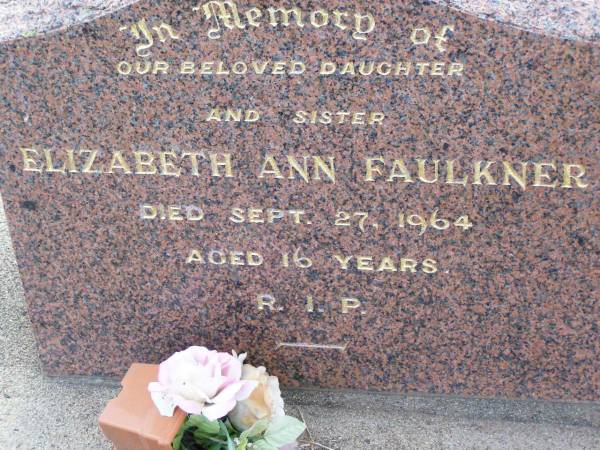 In Memory of
OUR BELOVED DAUGHTER
AND SISTER
ELIZABETH ANN FAULKNER
DIED SEPT. 27, 1964
AGED 16 YEARS.
R. I. P.